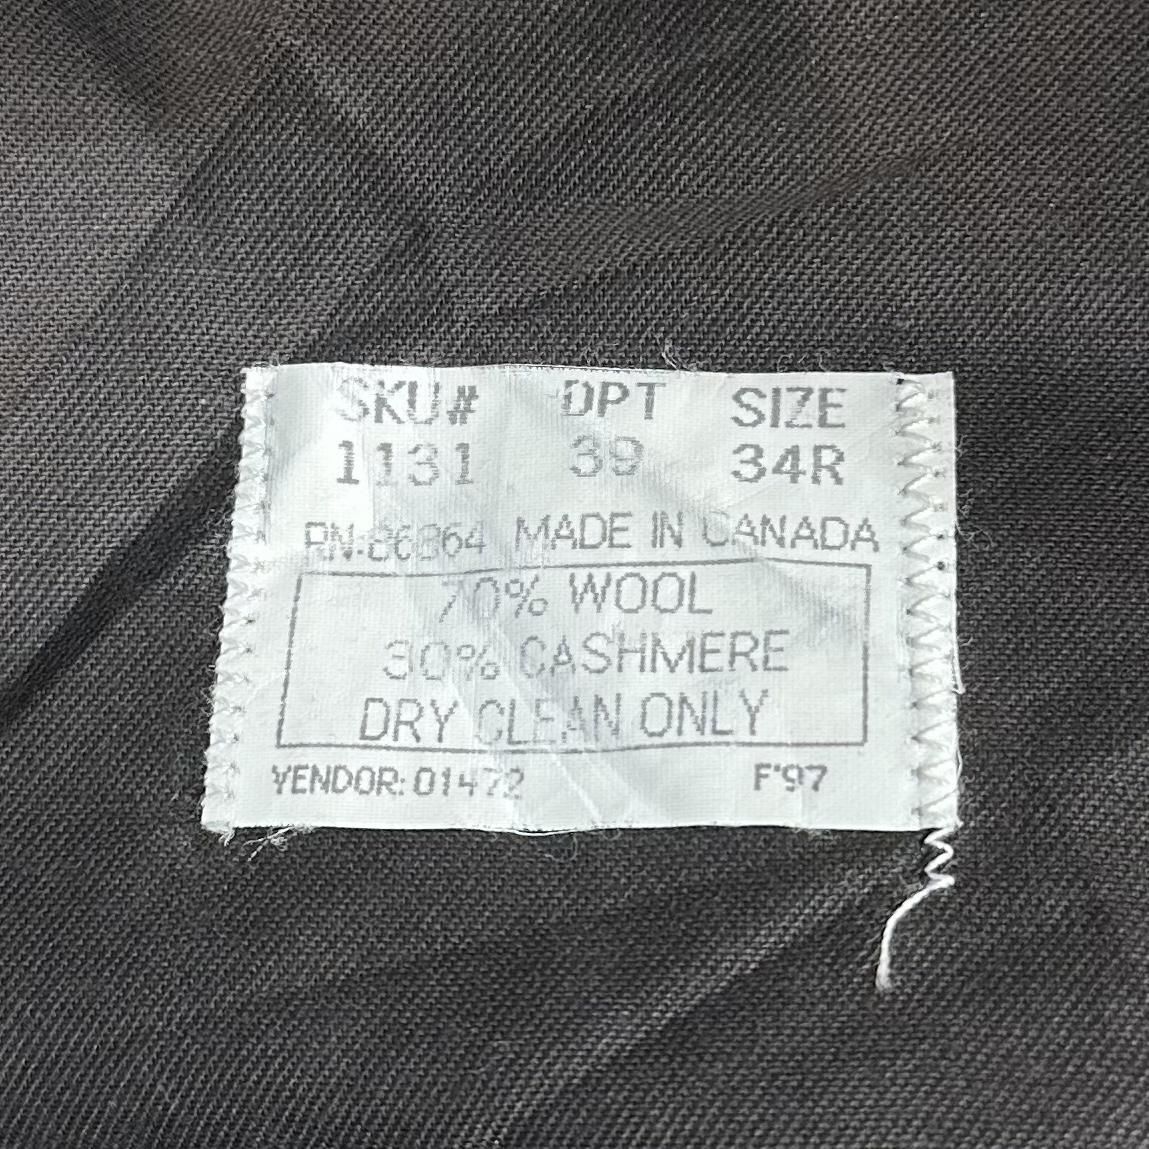 SKU# DPT SIZE
1131 39 34R
RN:86864 MADE IN CANADA
70% WOOL
30% CASHMERE
DRY CLEAN ONLY
VENDOR: 01472 F'97